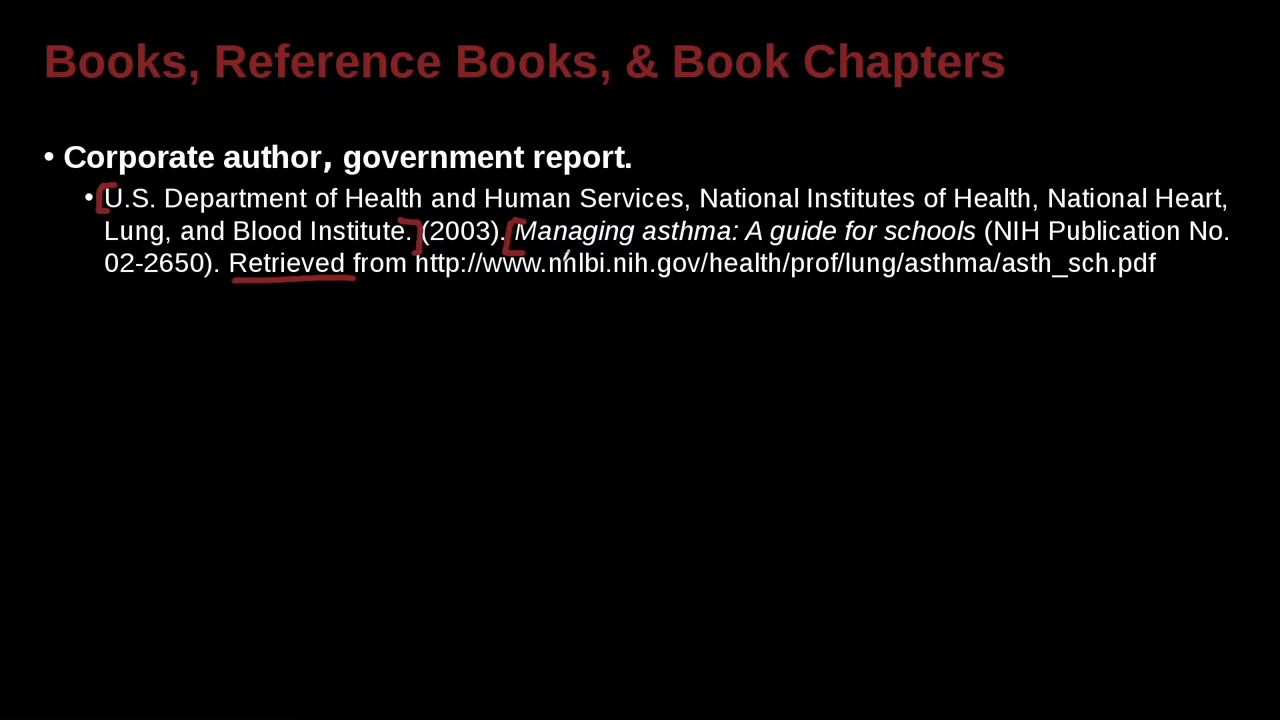 Books, Reference Books, & Book Chapters
• Corporate author, government report.
• U.S. Department of Health and Human Services, National Institutes of Health, National Heart,
Lung, and Blood Institute. (2003). Managing asthma: A guide for schools (NIH Publication No.
02-2650). Retrieved from http://www.nhlbi.nih.gov/health/prof/lung/asthma/asth_sch.pdf